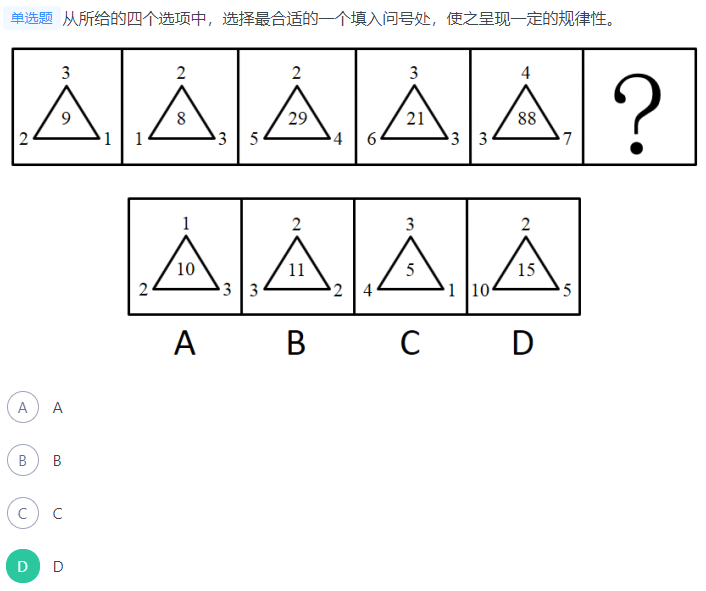 单选题 从所给的四个选项中，选择最合适的一个填入问号处，使之呈现一定的规律性。
3 2 2 3 4
9 8 29 21 88 ?
2 1 1 3 5 4 6 3 3 7
1 2 3 2
10 11 5 15
2 3 3 2 4 1 10 5
A B C D
A A
B B
C C
D D